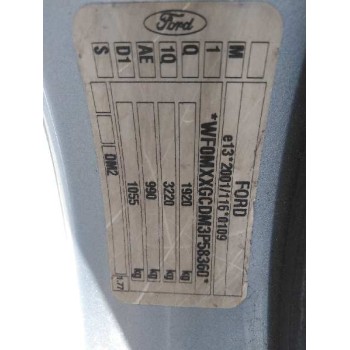 Ford
FORD
e13*2001/116*0109
*WF0MXXGCDM3P58360*
1920 kg
3220 kg
990 kg
1055 kg
DM2
M 1 Q 1Q AE D1 S